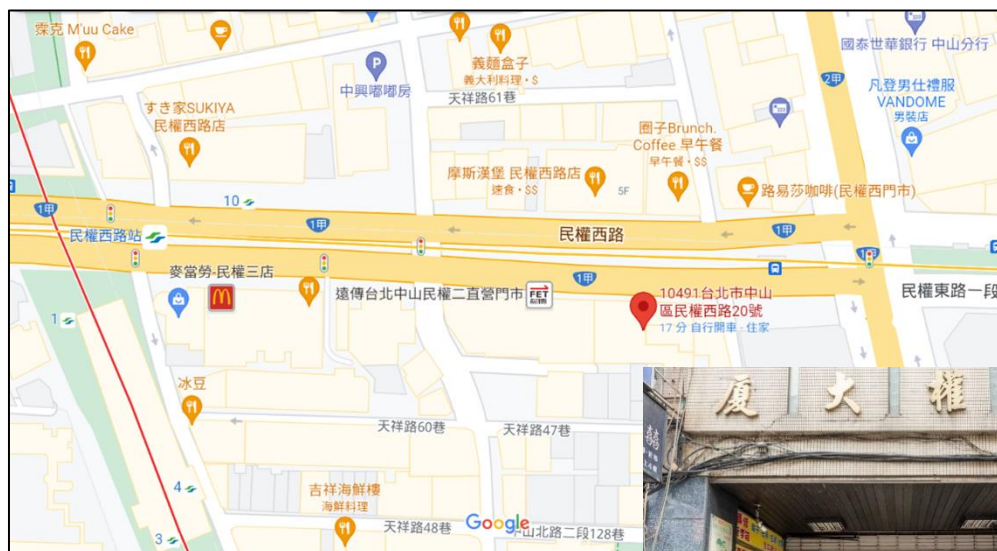 霂克 M'uu Cake
国泰世華銀行 中山分行
義麵盒子
義大利料理・$
中興嘟嘟房
2甲
天祥路61巷
凡登男仕禮服
VANDOME
男裝店
すき家SUKIYA
民權西路店
圈子Brunch.
Coffee 早午餐
早午餐・$$
摩斯漢堡 民權西路店
速食・$$
5F
路易莎咖啡(民權西門市)
10
1甲
1甲
1甲
民權西路
民權西路站
1甲
1甲
麥當勞-民權三店
遠傳台北中山民權二直營門市
FET
10491台北市中山
區民權西路20號
17 分 自行開車 - 住家
民權東路一段
1
冰豆
天祥路60巷
天祥路47巷
4
吉祥海鮮樓
海鮮料理
天祥路48巷
Google
中山北路二段128巷
3
厦大權